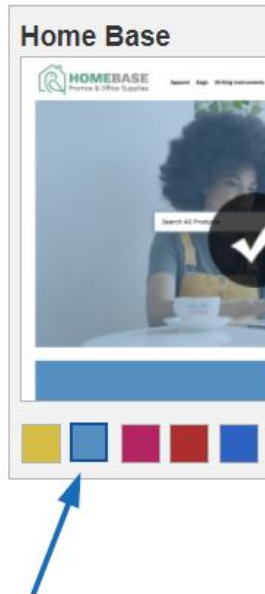 Home Base
HOMEBASE
Promos & Office Supplies
Apparel Bags Writing Instruments
Search All Products